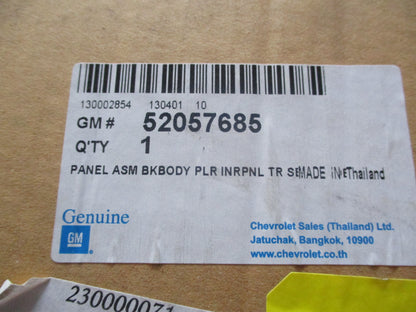 130002854 130401 10
GM # 52057685
Q'TY 1
PANEL ASM BKBODY PLR INRPNL TR SEMADE IN Thailand
Genuine
GM
Chevrolet Sales (Thailand) Ltd.
Jatuchak, Bangkok, 10900
www.chevrolet.co.th
230000071